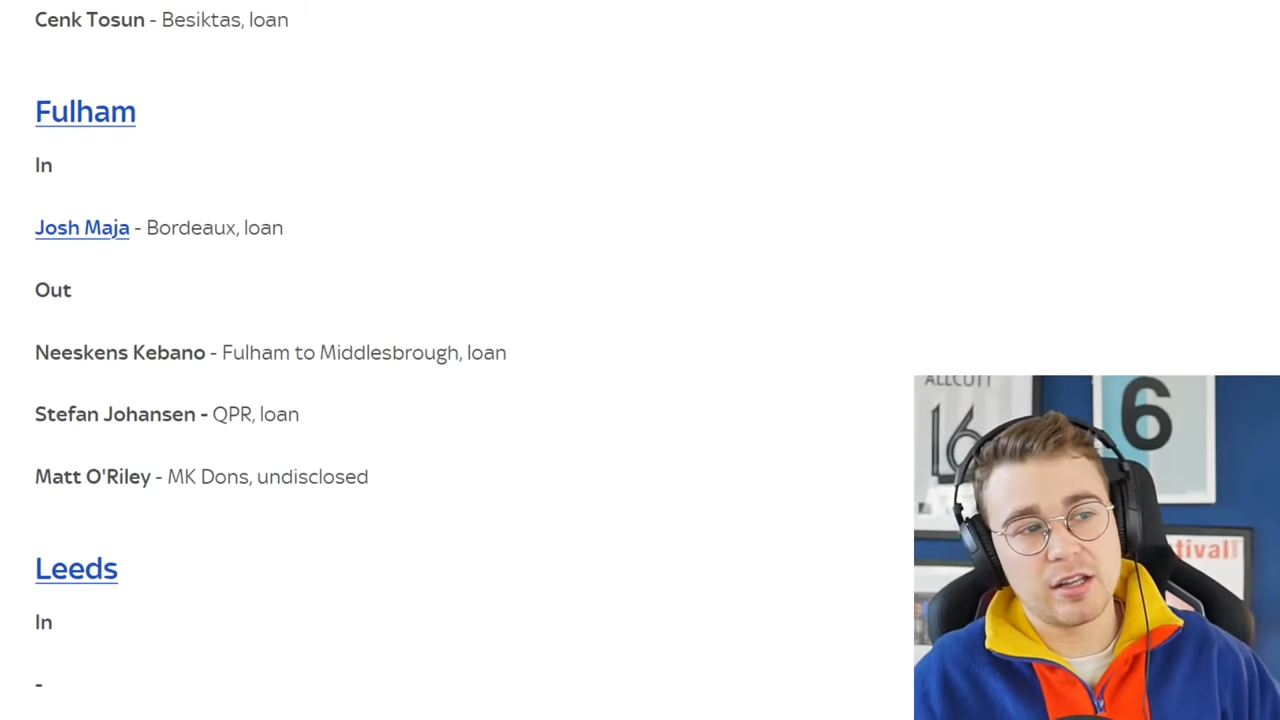 Cenk Tosun - Besiktas, loan
Fulham
In
Josh Maja - Bordeaux, loan
Out
Neeskens Kebano - Fulham to Middlesbrough, loan
Stefan Johansen - QPR, loan
Matt O'Riley - MK Dons, undisclosed
Leeds
In
-
ALLCUTT
16
6
tival